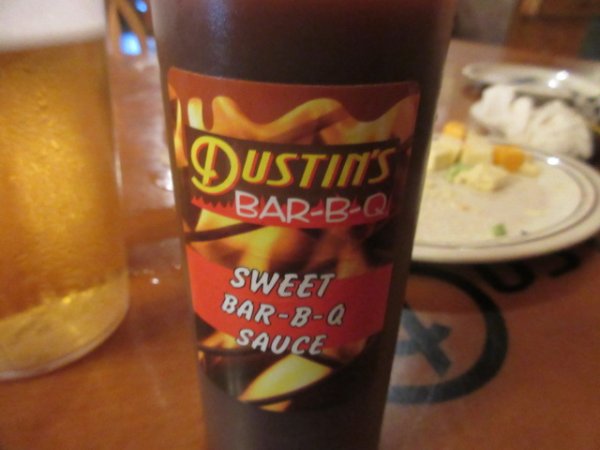 DUSTIN'S
BAR-B-Q
SWEET
BAR-B-Q
SAUCE